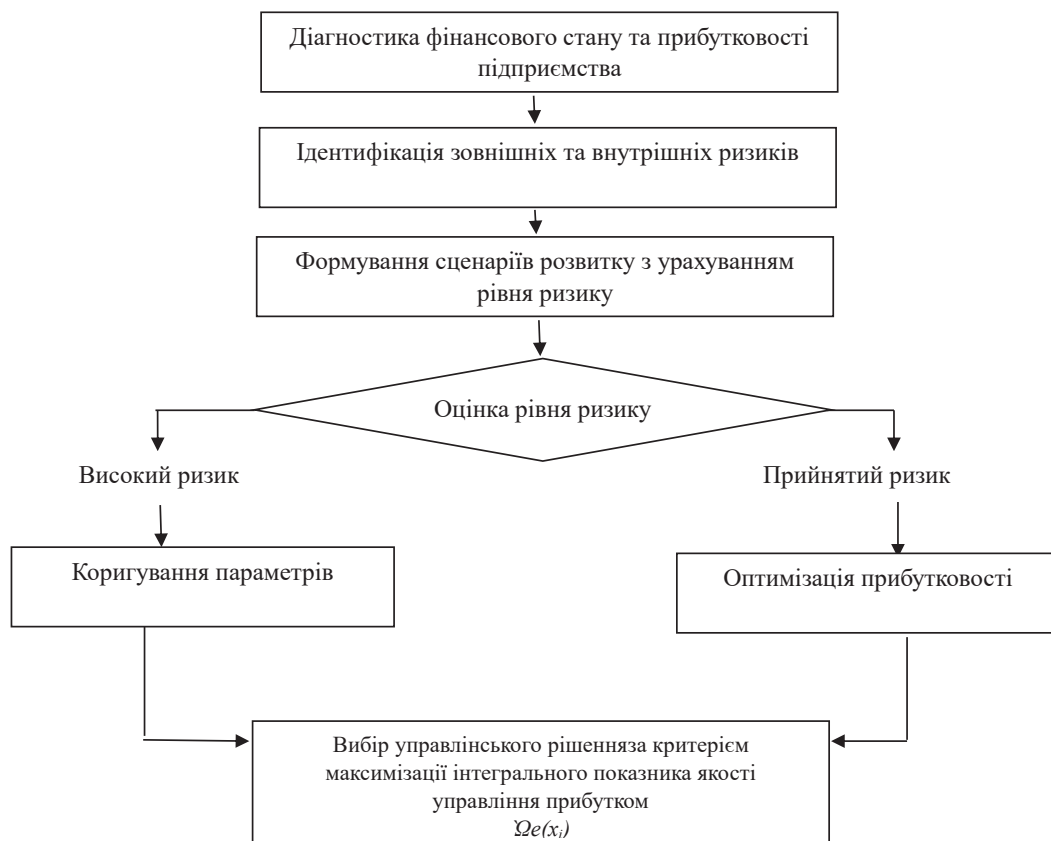 Діагностика фінансового стану та прибутковості
підприємства
Ідентифікація зовнішніх та внутрішніх ризиків
Формування сценаріїв розвитку з урахуванням
рівня ризику
Оцінка рівня ризику
Високий ризик
Прийнятий ризик
Коригування параметрів
Оптимізація прибутковості
Вибір управлінського рішенняза критерієм
максимізації інтегрального показника якості
управління прибутком
Ὼe(xᵢ)